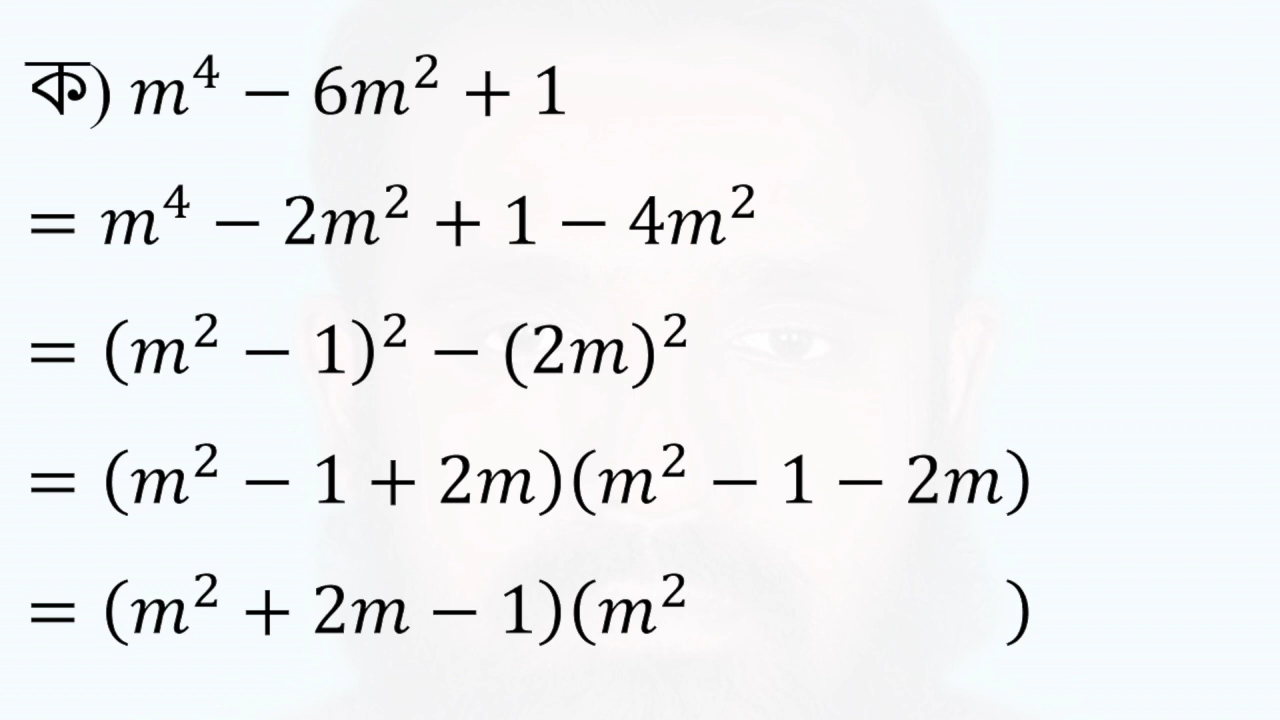 ক) m⁴ − 6m² + 1
= m⁴ − 2m² + 1 − 4m²
= (m² − 1)² − (2m)²
= (m² − 1 + 2m)(m² − 1 − 2m)
= (m² + 2m − 1)(m² )